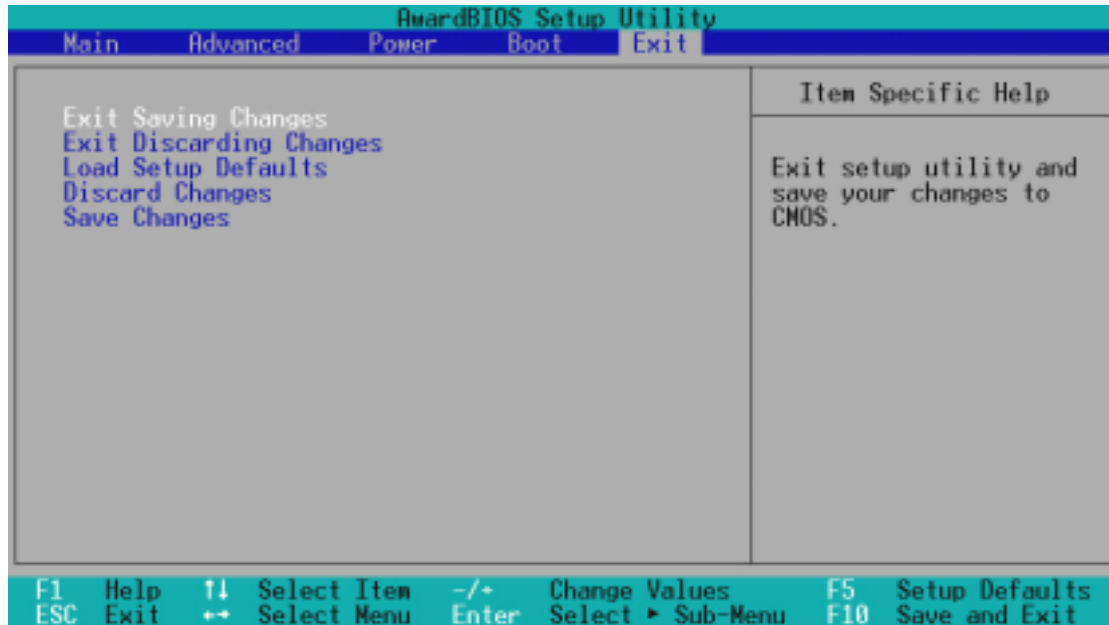 AwardBIOS Setup Utility
Main Advanced Power Boot Exit
Item Specific Help
Exit Saving Changes
Exit Discarding Changes
Load Setup Defaults
Discard Changes
Save Changes
Exit setup utility and
save your changes to
CMOS.
F1 Help ↑↓ Select Item -/+ Change Values F5 Setup Defaults
ESC Exit ←→ Select Menu Enter Select ► Sub-Menu F10 Save and Exit